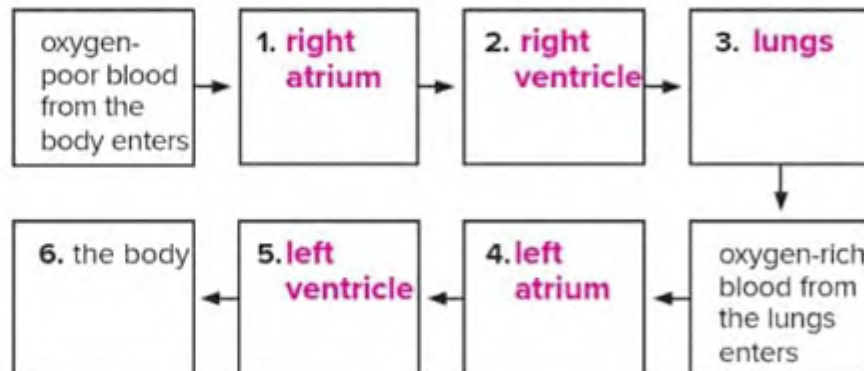 oxygen-
poor blood
from the
body enters
1. right
atrium
2. right
ventricle
3. lungs
oxygen-rich
blood from
the lungs
enters
4. left
atrium
5. left
ventricle
6. the body